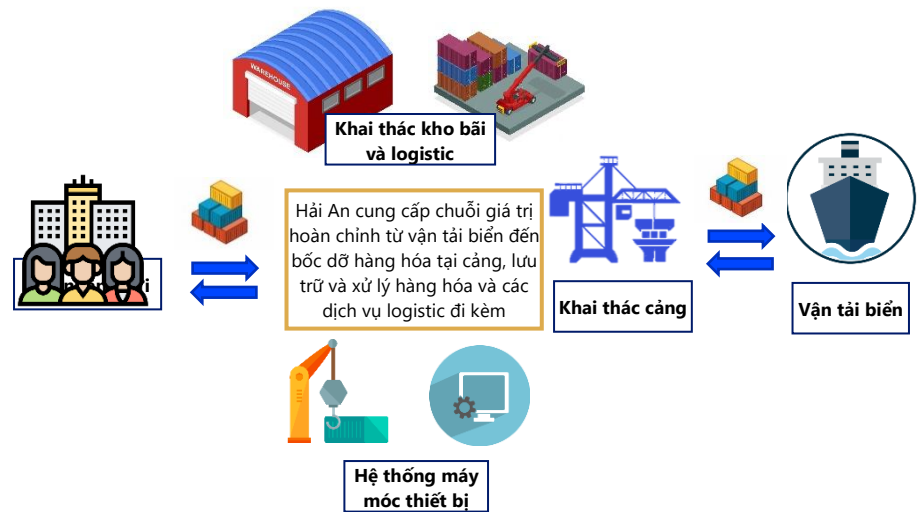 WAREHOUSE
Khai thác kho bãi
và logistic
Hải An cung cấp chuỗi giá trị
hoàn chỉnh từ vận tải biển đến
bốc dỡ hàng hóa tại cảng, lưu
trữ và xử lý hàng hóa và các
dịch vụ logistic đi kèm
Khai thác cảng
Vận tải biển
Hệ thống máy
móc thiết bị